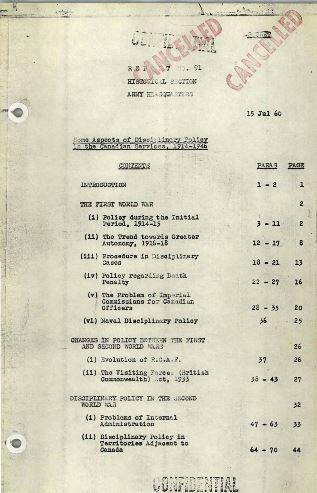 CONFIDENTIAL
CANCELLED
CANCELLED
REPORT NO. 91
HISTORICAL SECTION
ARMY HEADQUARTERS
15 Jul 60
Some Aspects of Disciplinary Policy
in the Canadian Services, 1914-1946
CONTENTS PARAS PAGE
INTRODUCTION 1 - 2 1
THE FIRST WORLD WAR 2
(i) Policy during the Initial
Period, 1914-15 3 - 11 2
(ii) The Trend towards Greater
Autonomy, 1916-18 12 - 17 8
(iii) Procedure in Disciplinary
Cases 18 - 21 13
(iv) Policy regarding Death
Penalty 22 - 27 16
(v) The Problem of Imperial
Commissions for Canadian
Officers 28 - 35 20
(vi) Naval Disciplinary Policy 36 25
CHANGES IN POLICY BETWEEN THE FIRST
AND SECOND WORLD WARS 26
(i) Evolution of R.C.A.F. 37 26
(ii) The Visiting Forces (British
Commonwealth) Act, 1933 38 - 43 27
DISCIPLINARY POLICY IN THE SECOND
WORLD WAR 32
(i) Problems of Internal
Administration 47 - 63 33
(ii) Disciplinary Policy in
Territories Adjacent to
Canada 64 - 70 44
CONFIDENTIAL